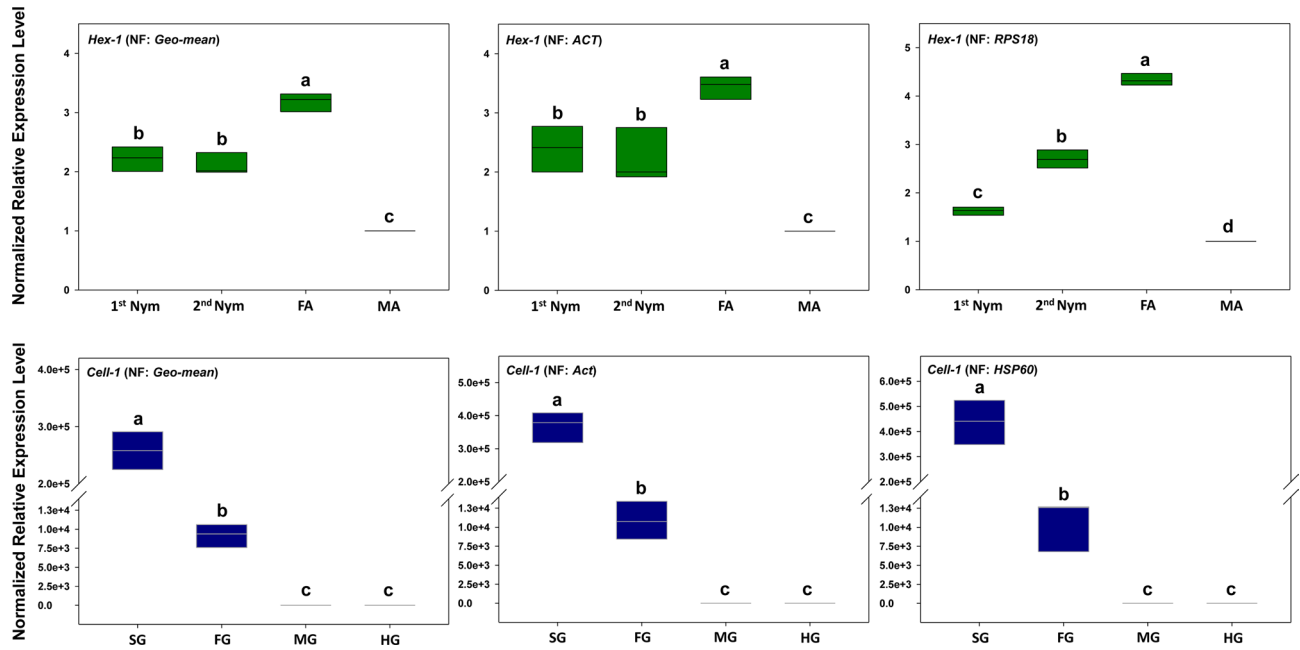 Normalized Relative Expression Level
Hex-1 (NF: Geo-mean)
4
3
2
1
0
b
b
a
c
1st Nym
2nd Nym
FA
MA
Hex-1 (NF: ACT)
4
3
2
1
0
b
b
a
c
1st Nym
2nd Nym
FA
MA
Hex-1 (NF: RPS18)
5
4
3
2
1
0
c
b
a
d
1st Nym
2nd Nym
FA
MA
Normalized Relative Expression Level
Cell-1 (NF: Geo-mean)
4.0e+5
3.0e+5
2.0e+5
1.3e+4
1.0e+4
7.5e+3
5.0e+3
2.5e+3
0.0
a
b
c
c
SG
FG
MG
HG
Cell-1 (NF: Act)
5.0e+5
4.0e+5
3.0e+5
2.0e+5
1.3e+4
1.0e+4
7.5e+3
5.0e+3
2.5e+3
0.0
a
b
c
c
SG
FG
MG
HG
Cell-1 (NF: HSP60)
6.0e+5
5.0e+5
4.0e+5
3.0e+5
2.0e+5
1.3e+4
1.0e+4
7.5e+3
5.0e+3
2.5e+3
0.0
a
b
c
c
SG
FG
MG
HG